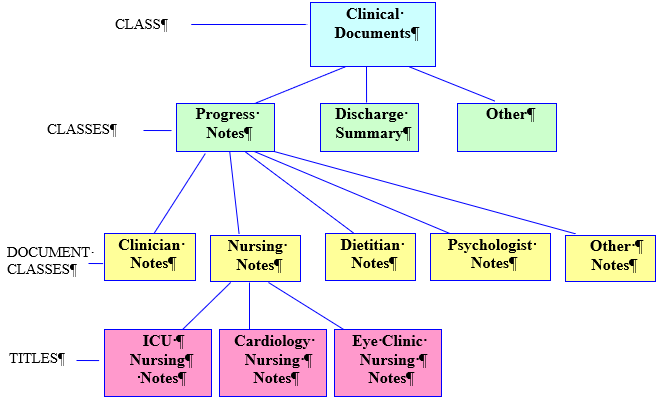 CLASS¶
Clinical·
Documents¶
CLASSES¶
Progress·
Notes¶
Discharge·
Summary¶
Other¶
DOCUMENT·
CLASSES¶
Clinician·
Notes¶
Nursing·
Notes¶
Dietitian·
Notes¶
Psychologist·
Notes¶
Other·¶
Notes¶
TITLES¶
ICU·¶
Nursing¶
·Notes¶
Cardiology·
Nursing·¶
Notes¶
Eye·Clinic·
Nursing·¶
Notes¶